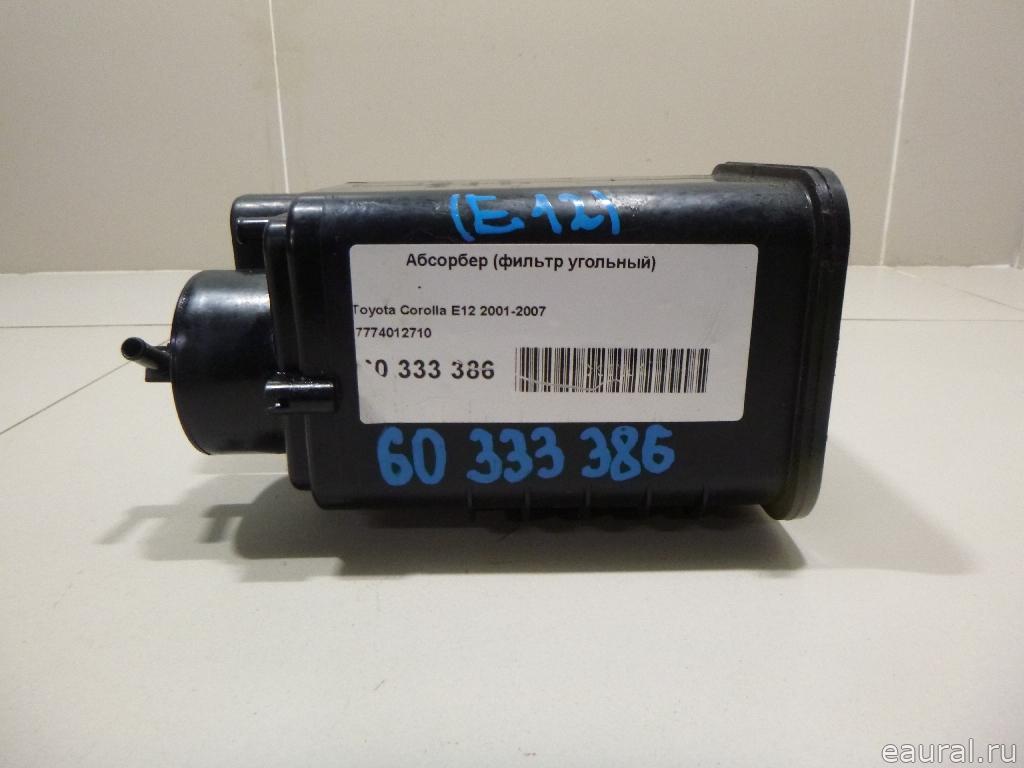 (E12)
Абсорбер (фильтр угольный)
Toyota Corolla E12 2001-2007
7774012710
60 333 386
60 333 386
eaural.ru